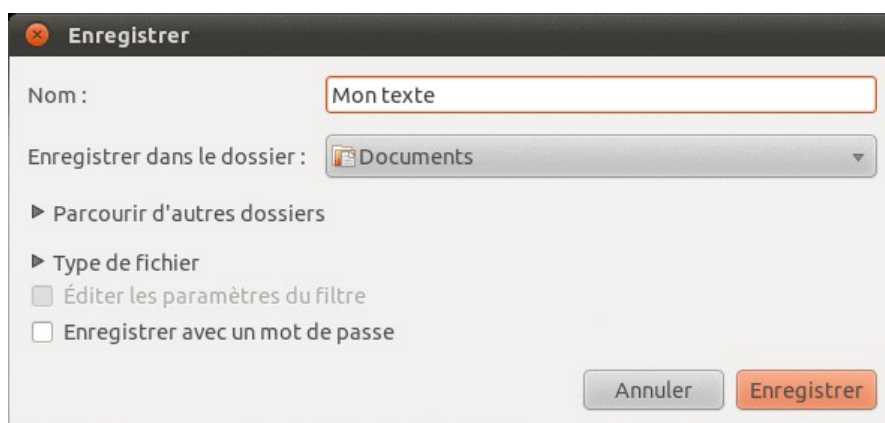 Enregistrer
Nom :
Mon texte
Enregistrer dans le dossier :
Documents
Parcourir d'autres dossiers
Type de fichier
Éditer les paramètres du filtre
Enregistrer avec un mot de passe
Annuler
Enregistrer